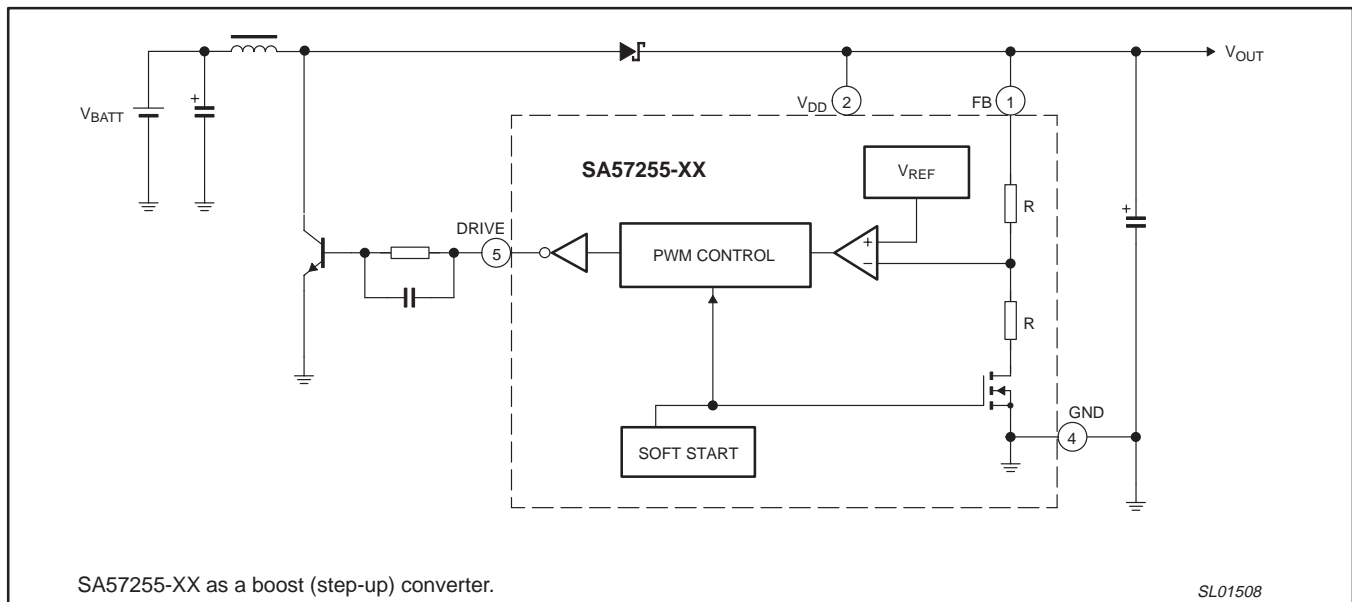 VOUT
VBATT
+
VDD
2
FB
1
SA57255-XX
VREF
R
+
DRIVE
5
PWM CONTROL
+
−
R
GND
4
SOFT START
SA57255-XX as a boost (step-up) converter.
SL01508